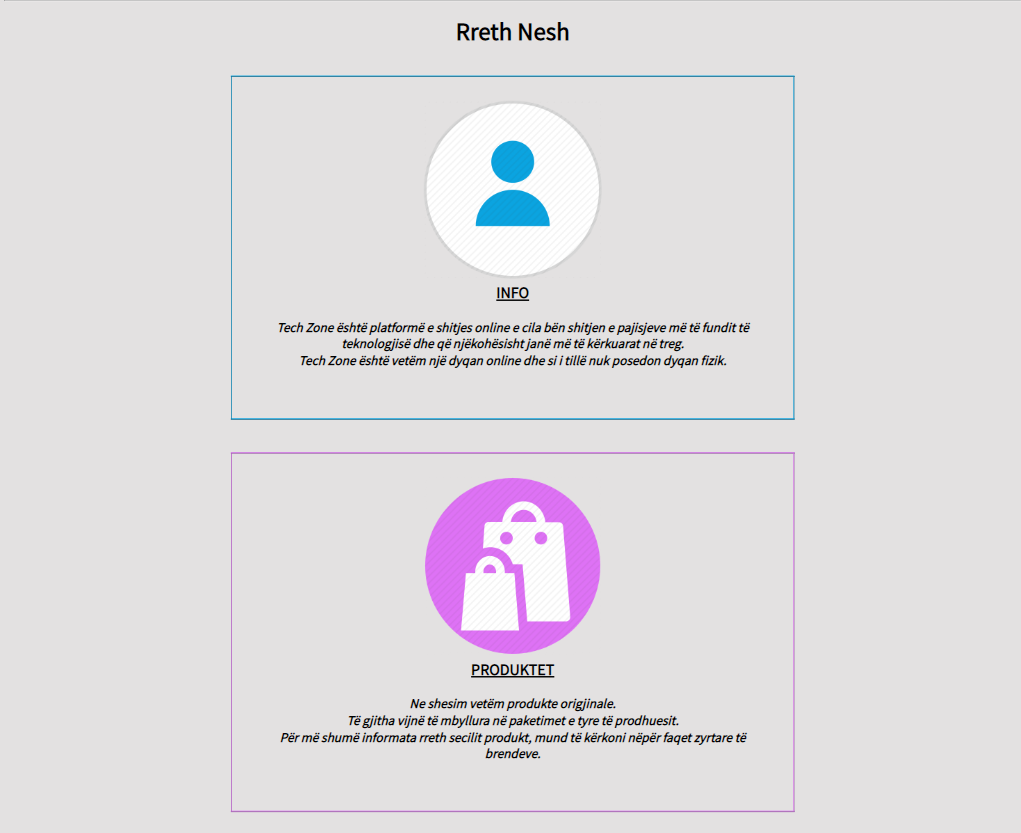 Rreth Nesh
INFO
Tech Zone është platformë e shitjes online e cila bën shitjen e pajisjeve më të fundit të
teknologjisë dhe që njëkohësisht janë më të kërkuarat në treg.
Tech Zone është vetëm një dyqan online dhe si i tillë nuk posedon dyqan fizik.
PRODUKTET
Ne shesim vetëm produkte origjinale.
Të gjitha vijnë të mbyllura në paketimet e tyre të prodhuesit.
Për më shumë informata rreth secilit produkt, mund të kërkoni nëpër faqet zyrtare të
brendeve.